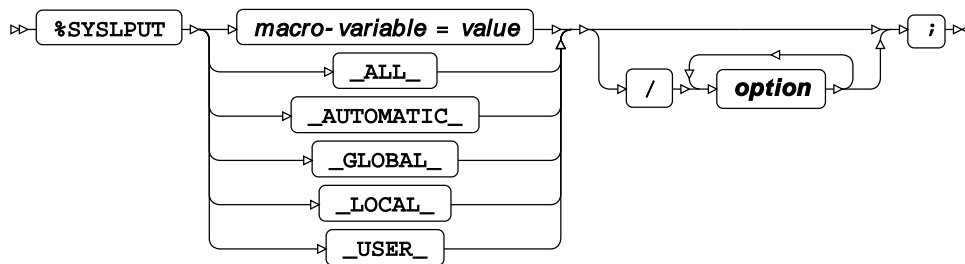 %SYSLPUT macro-variable = value ;
_ALL_
/ option
_AUTOMATIC_
_GLOBAL_
_LOCAL_
_USER_